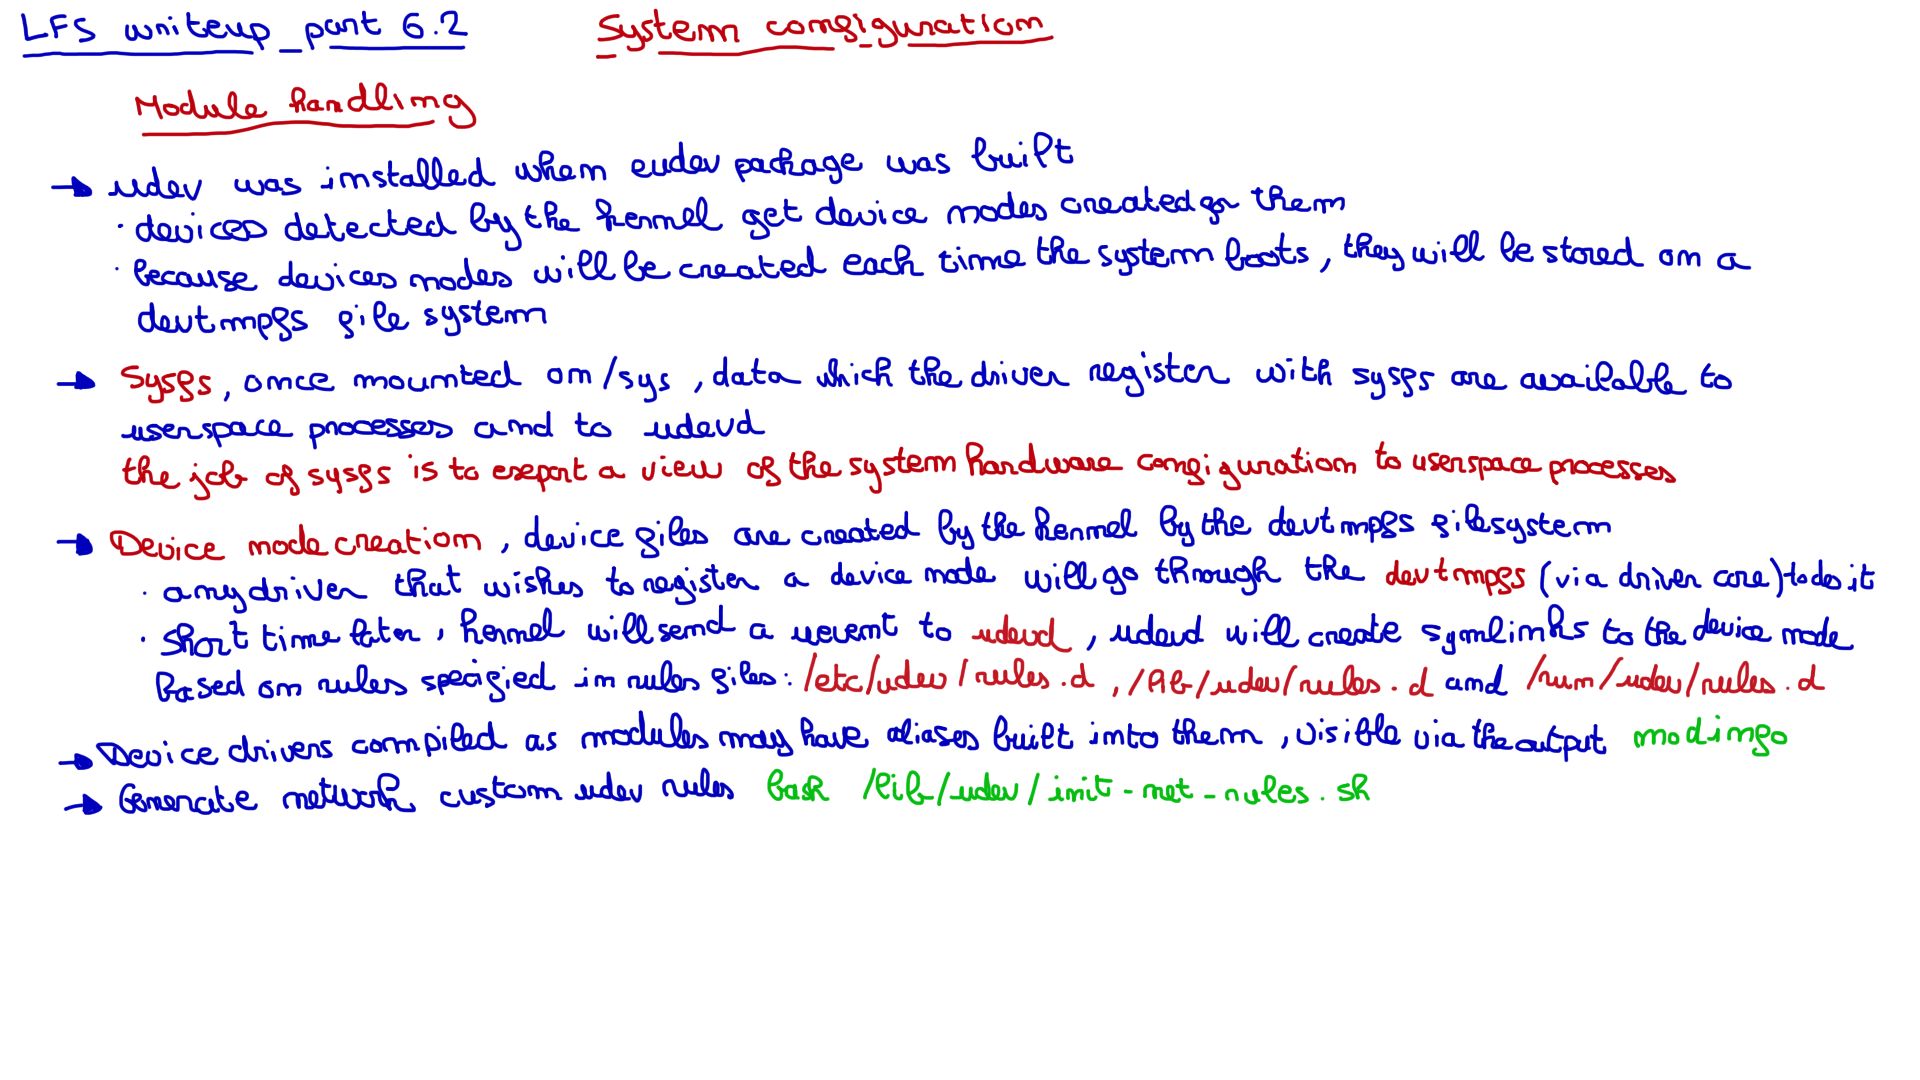 LFS writeup part 6.2 System configuration
Module handling
→ udev was installed when eudev package was built
· devices detected by the kernel get device nodes created for them
· because devices nodes will be created each time the system boots, they will be stored on a
devtmpfs file system
→ Sysfs, once mounted on /sys, data which the driver register with sysfs are available to
userspace processes and to udevd
the job of sysfs is to export a view of the system hardware configuration to userspace processes
→ Device node creation, device files are created by the kernel by the devtmpfs filesystem
· any driver that wishes to register a device node will go through the devtmpfs (via driver core) to do it
· short time later, kernel will send a uevent to udevd, udevd will create symlinks to the device node
based on rules specified in rules files: /etc/udev/rules.d, /lib/udev/rules.d and /run/udev/rules.d
→ Device drivers compiled as modules may have aliases built into them, visible via the output modinfo
→ Generate network custom udev rules bash /lib/udev/init-net-rules.sh